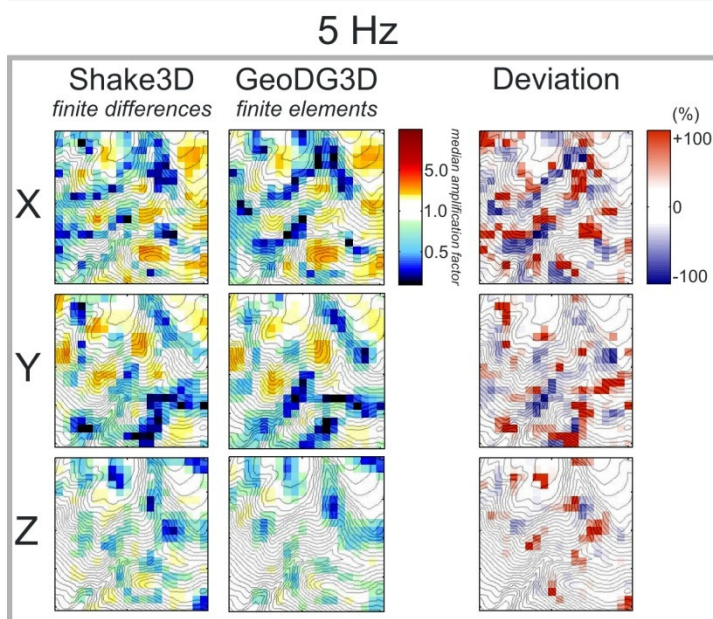 5 Hz
Shake3D GeoDG3D Deviation
finite differences finite elements
(%)
+100
0
-100
5.0
1.0
0.5
median amplification factor
X
Y
Z